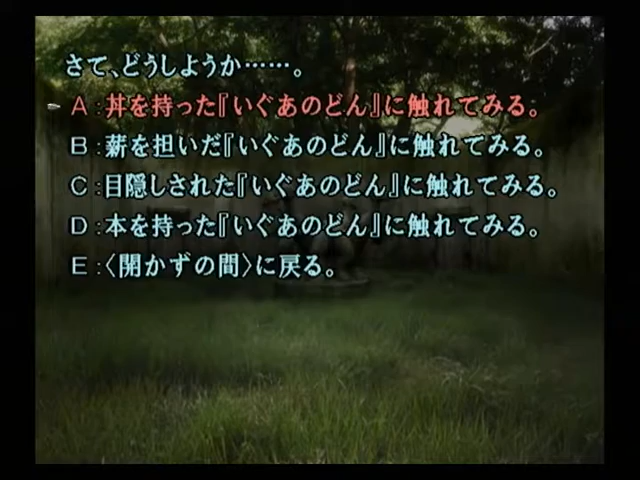 さて、どうしようか……。
A:丼を持った『いぐあのどん』に触れてみる。
B:薪を担いだ『いぐあのどん』に触れてみる。
C:目隠しされた『いぐあのどん』に触れてみる。
D:本を持った『いぐあのどん』に触れてみる。
E:〈開かずの間〉に戻る。